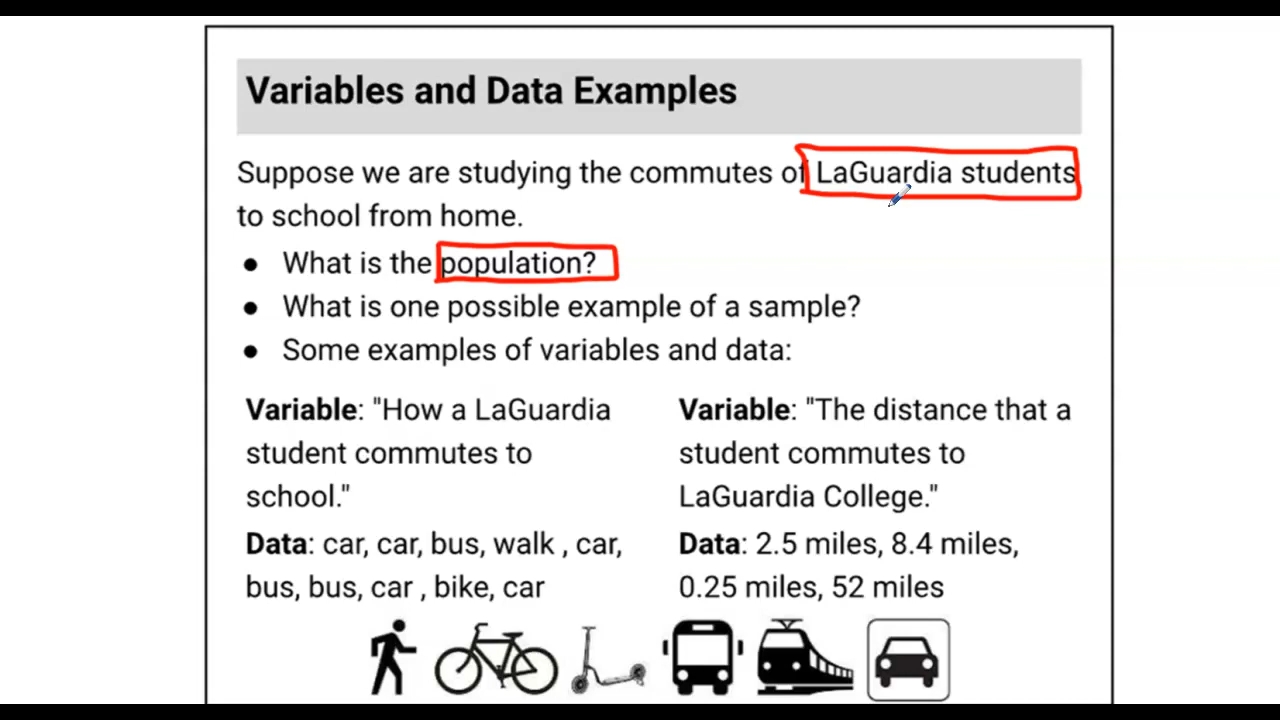 Variables and Data Examples
Suppose we are studying the commutes of LaGuardia students
to school from home.
● What is the population?
● What is one possible example of a sample?
● Some examples of variables and data:
Variable: "How a LaGuardia
student commutes to
school."
Data: car, car, bus, walk , car,
bus, bus, car , bike, car
Variable: "The distance that a
student commutes to
LaGuardia College."
Data: 2.5 miles, 8.4 miles,
0.25 miles, 52 miles